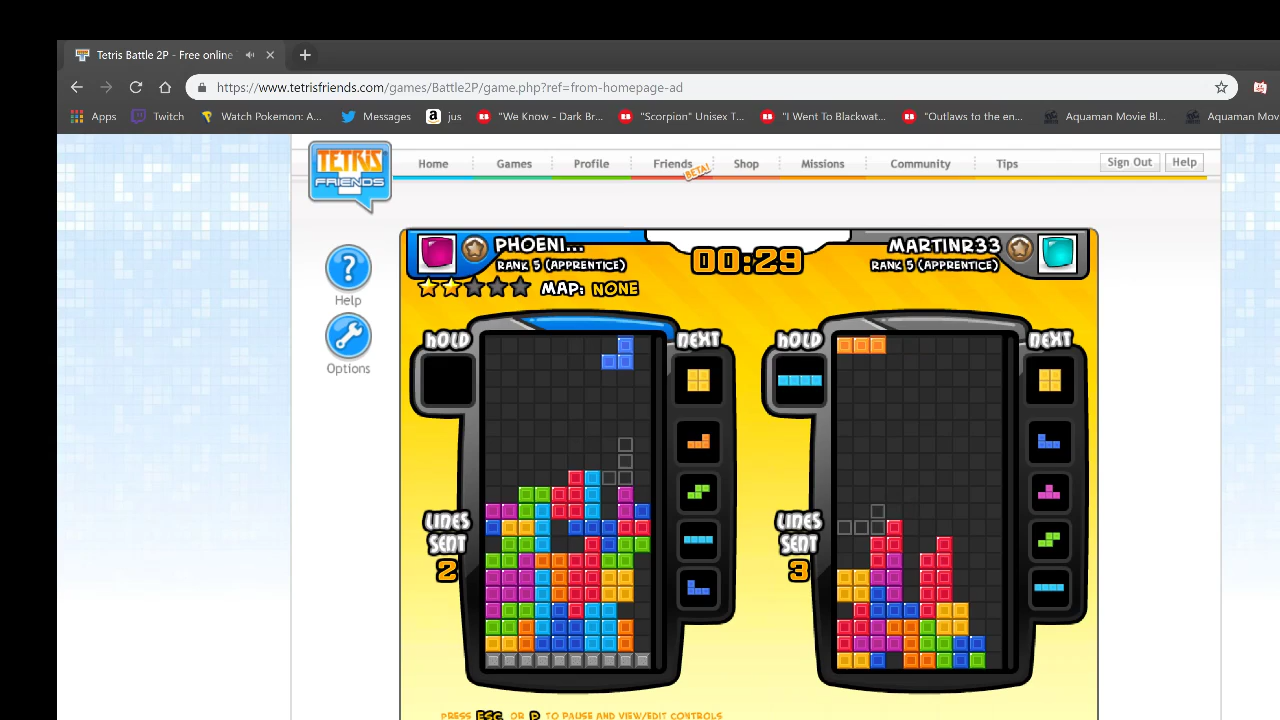 Tetris Battle 2P - Free online
https://www.tetrisfriends.com/games/Battle2P/game.php?ref=from-homepage-ad
Apps Twitch Watch Pokemon: A... Messages jus "We Know - Dark Br... "Scorpion" Unisex T... "I Went To Blackwat... "Outlaws to the en... Aquaman Movie Bl... Aquaman Mov
TETRIS FRIENDS
Home Games Profile Friends BETA! Shop Missions Community Tips Sign Out Help
PHOENI... 00:29 MARTINR33
RANK 5 (APPRENTICE) RANK 5 (APPRENTICE)
MAP: NONE
Help
Options
HOLD NEXT HOLD NEXT
LINES SENT 2
LINES SENT 3
PRESS ESC OR P TO PAUSE AND VIEW/EDIT CONTROLS